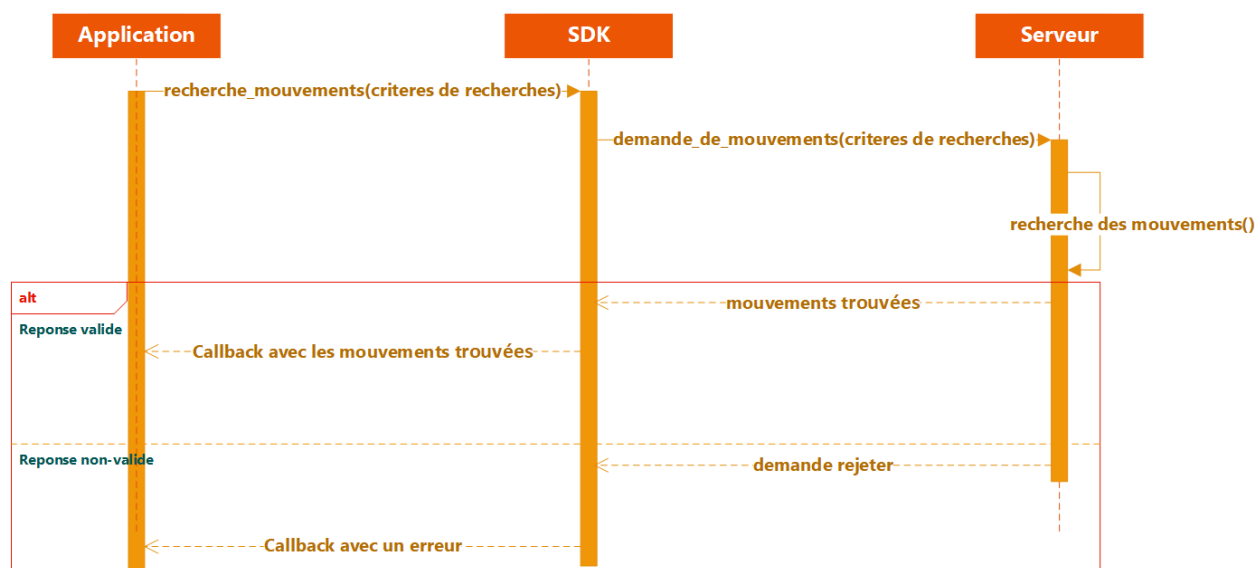 Application
SDK
Serveur
recherche_mouvements(criteres de recherches)
demande_de_mouvements(criteres de recherches)
recherche des mouvements()
alt
mouvements trouvées
Reponse valide
Callback avec les mouvements trouvées
Reponse non-valide
demande rejeter
Callback avec un erreur